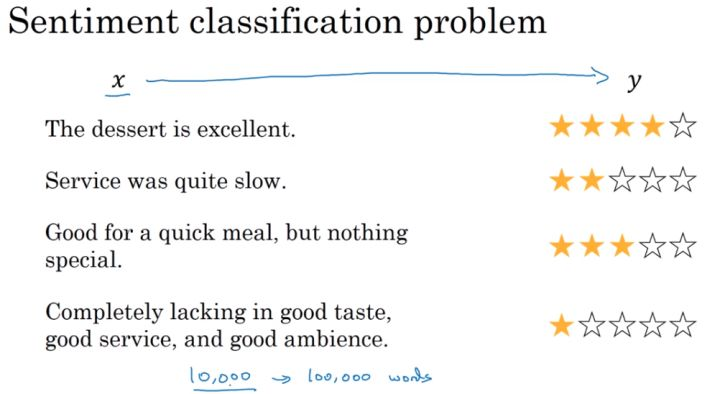 Sentiment classification problem
x → y
The dessert is excellent.
Service was quite slow.
Good for a quick meal, but nothing
special.
Completely lacking in good taste,
good service, and good ambience.
10,000 → 100,000 words